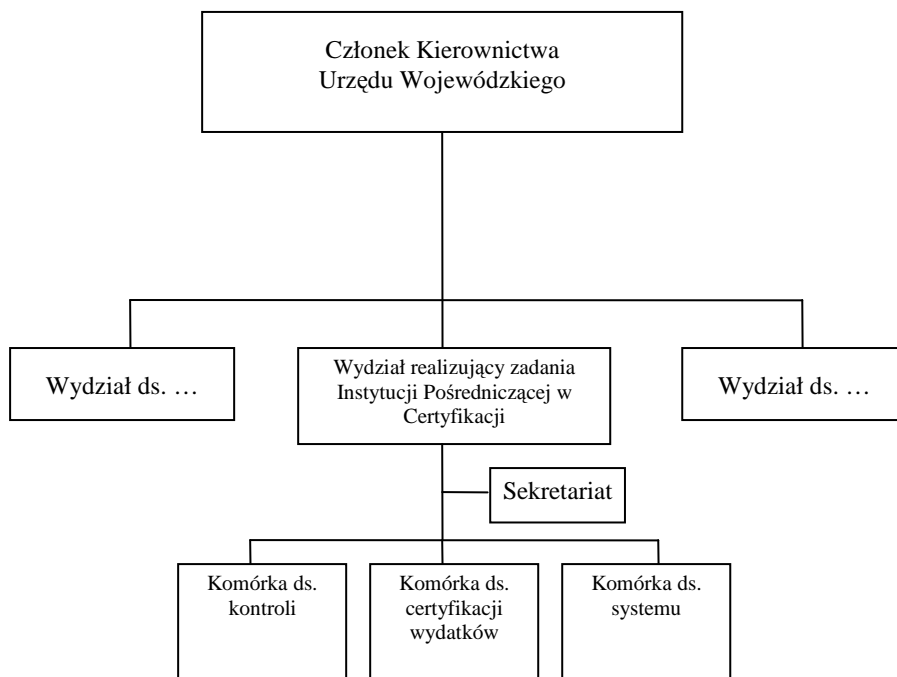 Członek Kierownictwa
Urzędu Wojewódzkiego
Wydział ds. …
Wydział realizujący zadania
Instytucji Pośredniczącej w
Certyfikacji
Wydział ds. …
Sekretariat
Komórka ds.
kontroli
Komórka ds.
certyfikacji
wydatków
Komórka ds.
systemu